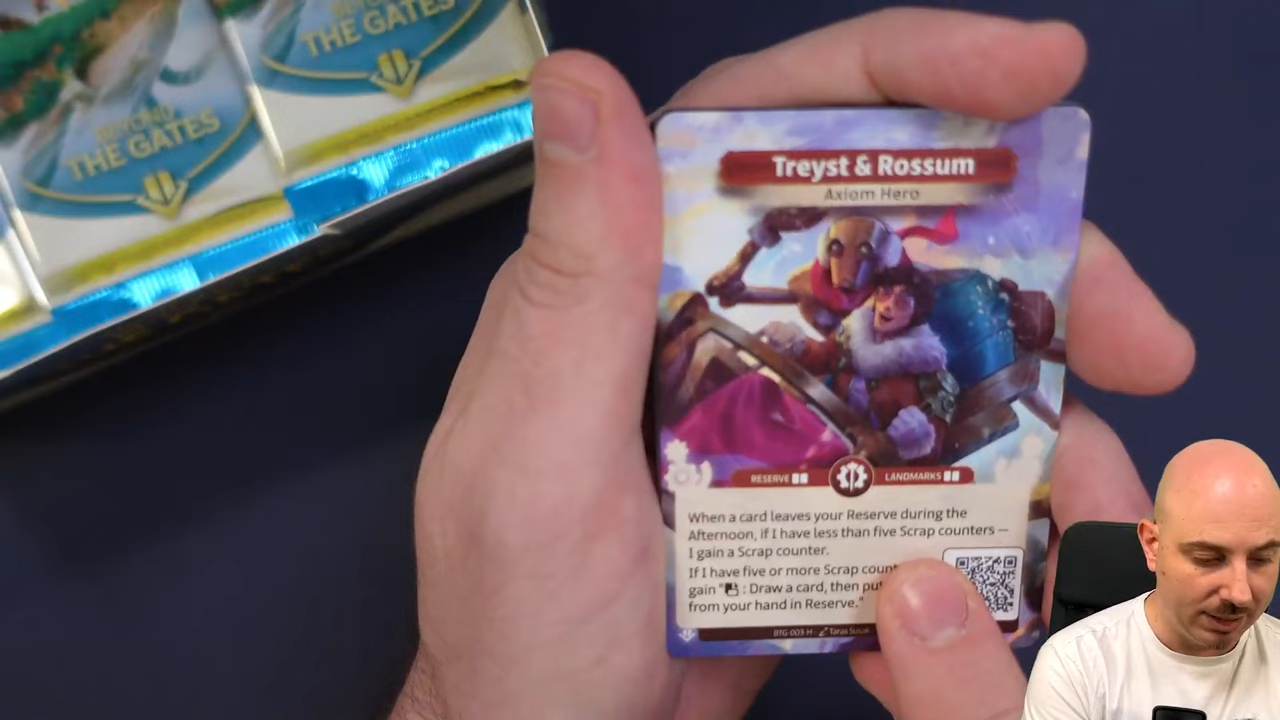 BEYOND
THE GATES
BEYOND
THE GATES
Treyst & Rossum
Axiom Hero
RESERVE
LANDMARKS
When a card leaves your Reserve during the
Afternoon, if I have less than five Scrap counters —
I gain a Scrap counter.
If I have five or more Scrap count
gain " : Draw a card, then put
from your hand in Reserve."
BTG-003 H Taras Susak